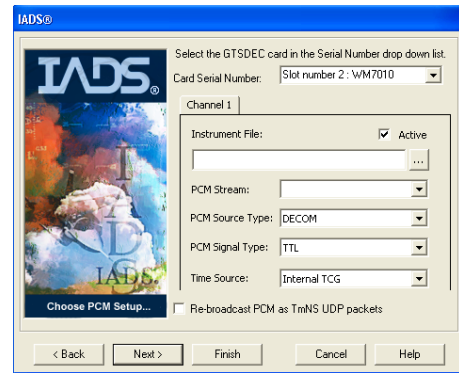 IADS®
IADS®
Select the GTSDEC card in the Serial Number drop down list.
Card Serial Number: Slot number 2 : WM7010
Channel 1
Instrument File: Active
...
PCM Stream:
PCM Source Type: DECOM
PCM Signal Type: TTL
Time Source: Internal TCG
IADS®
Choose PCM Setup...
Re-broadcast PCM as TmNS UDP packets
< Back Next > Finish Cancel Help